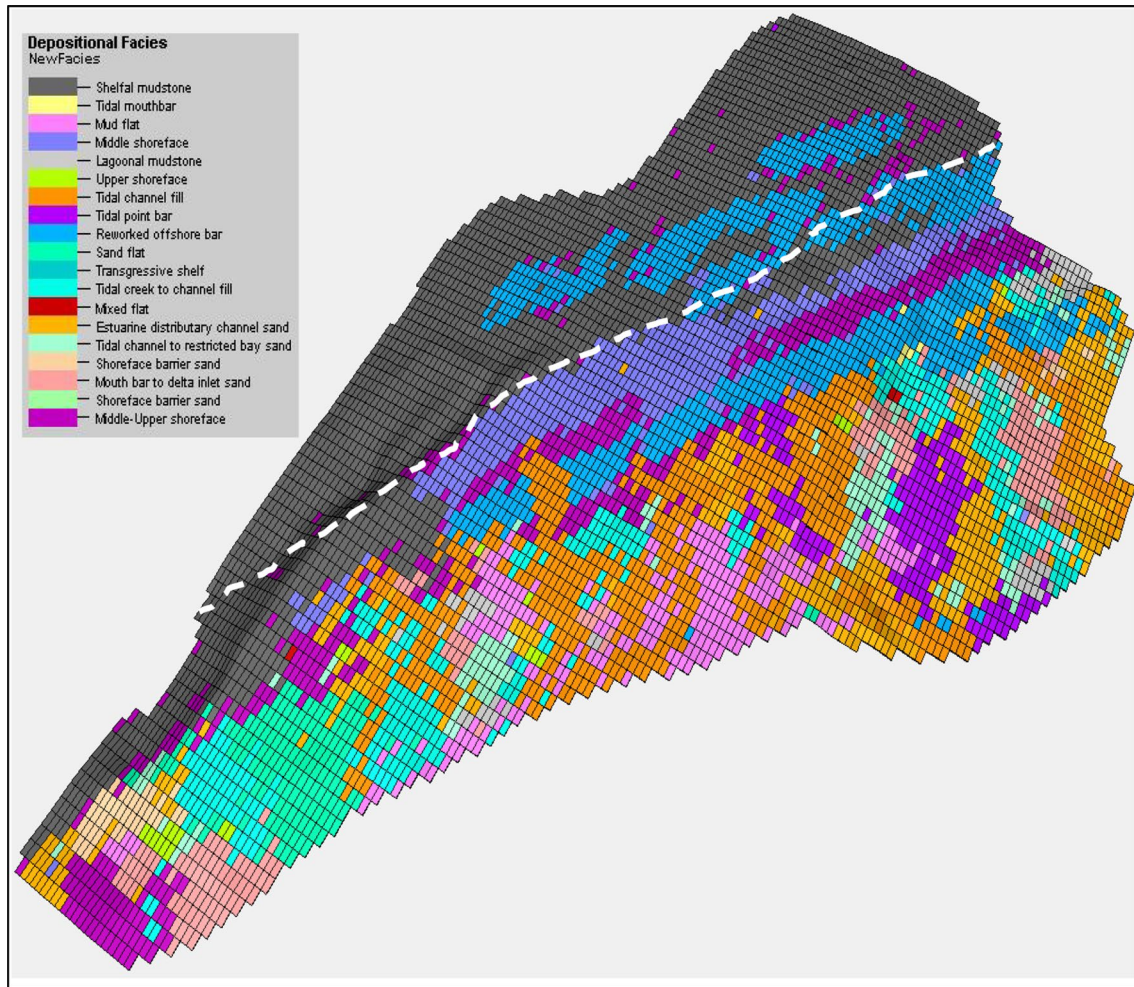 Depositional Facies
NewFacies
Shelfal mudstone
Tidal mouthbar
Mud flat
Middle shoreface
Lagoonal mudstone
Upper shoreface
Tidal channel fill
Tidal point bar
Reworked offshore bar
Sand flat
Transgressive shelf
Tidal creek to channel fill
Mixed flat
Estuarine distributary channel sand
Tidal channel to restricted bay sand
Shoreface barrier sand
Mouth bar to delta inlet sand
Shoreface barrier sand
Middle-Upper shoreface